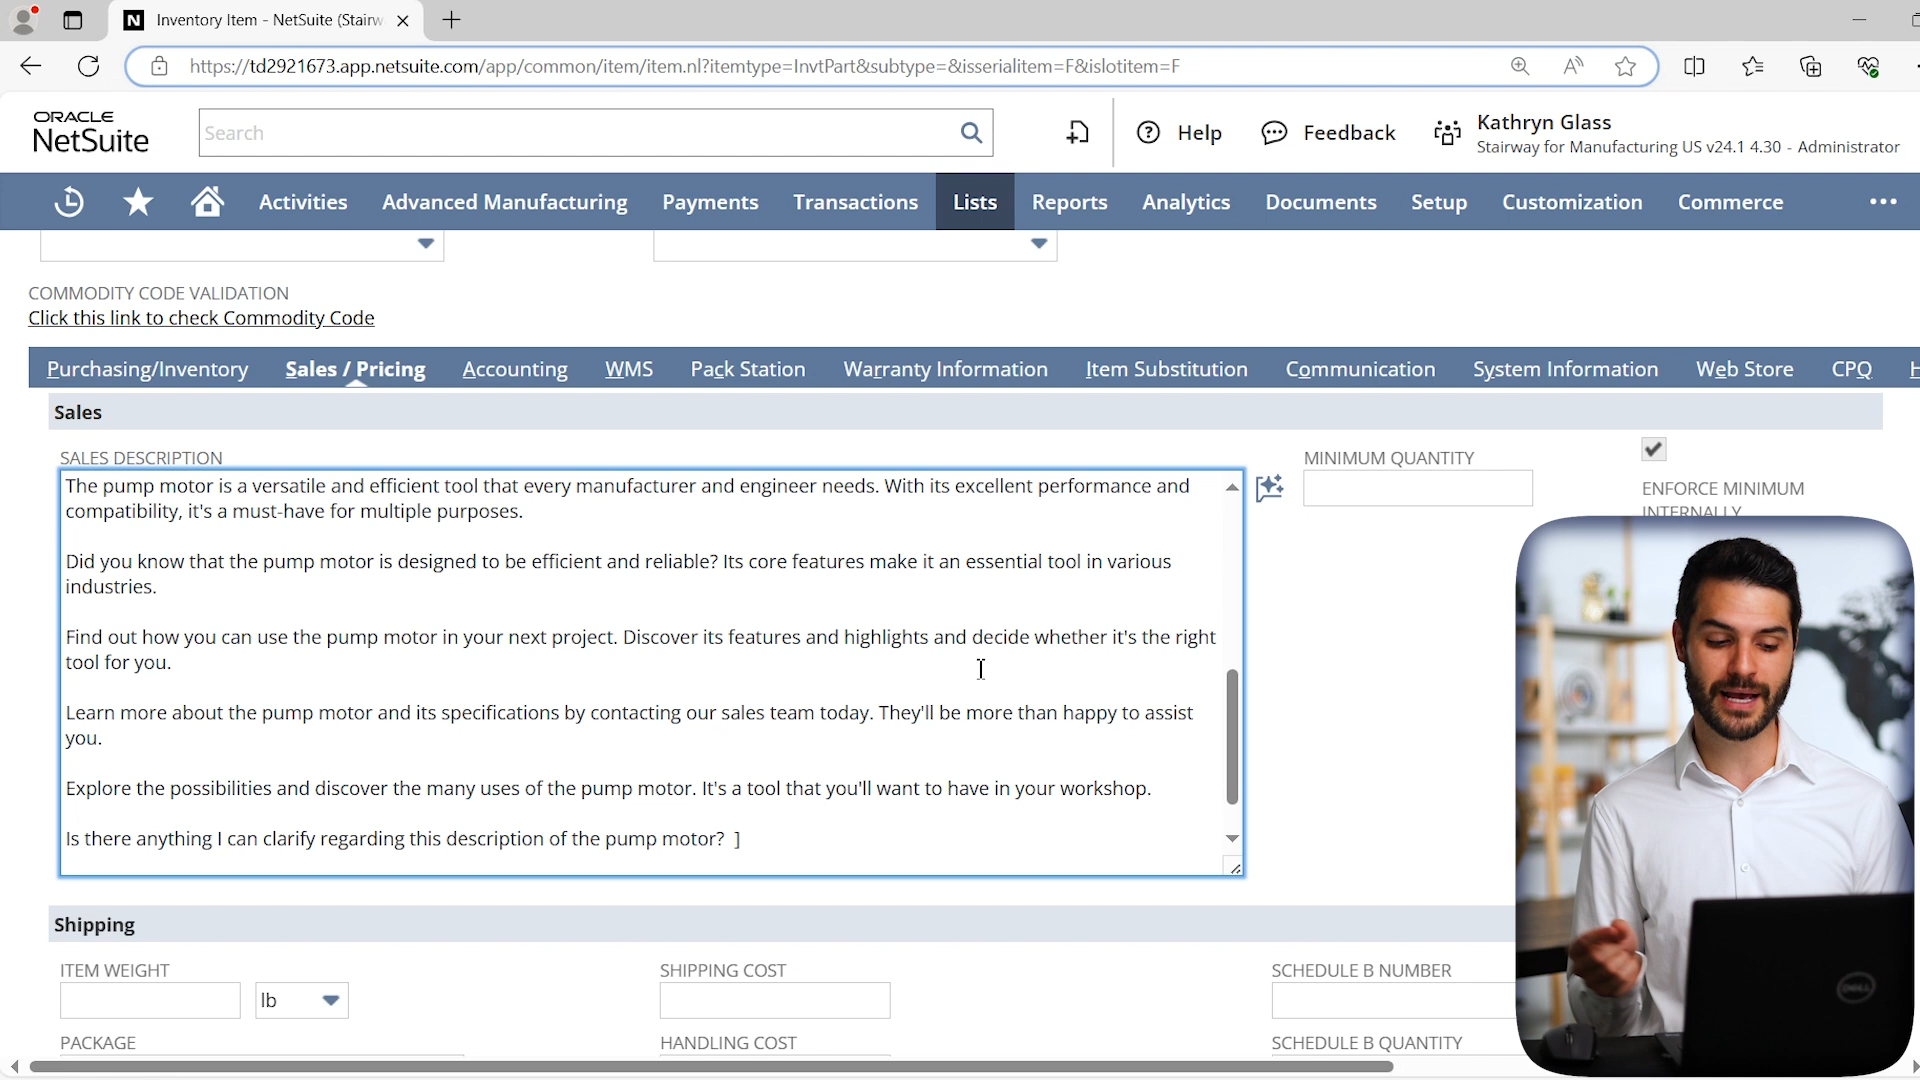 Inventory Item - NetSuite (Stairw
https://td2921673.app.netsuite.com/app/common/item/item.nl?itemtype=InvtPart&subtype=&isserialitem=F&islotitem=F
ORACLE
NetSuite
Search
Help
Feedback
Kathryn Glass
Stairway for Manufacturing US v24.1 4.30 - Administrator
Activities Advanced Manufacturing Payments Transactions Lists Reports Analytics Documents Setup Customization Commerce
COMMODITY CODE VALIDATION
Click this link to check Commodity Code
Purchasing/Inventory Sales / Pricing Accounting WMS Pack Station Warranty Information Item Substitution Communication System Information Web Store CPQ H
Sales
SALES DESCRIPTION
The pump motor is a versatile and efficient tool that every manufacturer and engineer needs. With its excellent performance and
compatibility, it's a must-have for multiple purposes.
Did you know that the pump motor is designed to be efficient and reliable? Its core features make it an essential tool in various
industries.
Find out how you can use the pump motor in your next project. Discover its features and highlights and decide whether it's the right
tool for you.
Learn more about the pump motor and its specifications by contacting our sales team today. They'll be more than happy to assist
you.
Explore the possibilities and discover the many uses of the pump motor. It's a tool that you'll want to have in your workshop.
Is there anything I can clarify regarding this description of the pump motor? ]
MINIMUM QUANTITY
ENFORCE MINIMUM
INTERNALLY
Shipping
ITEM WEIGHT
lb
SHIPPING COST
SCHEDULE B NUMBER
PACKAGE
HANDLING COST
SCHEDULE B QUANTITY
DELL